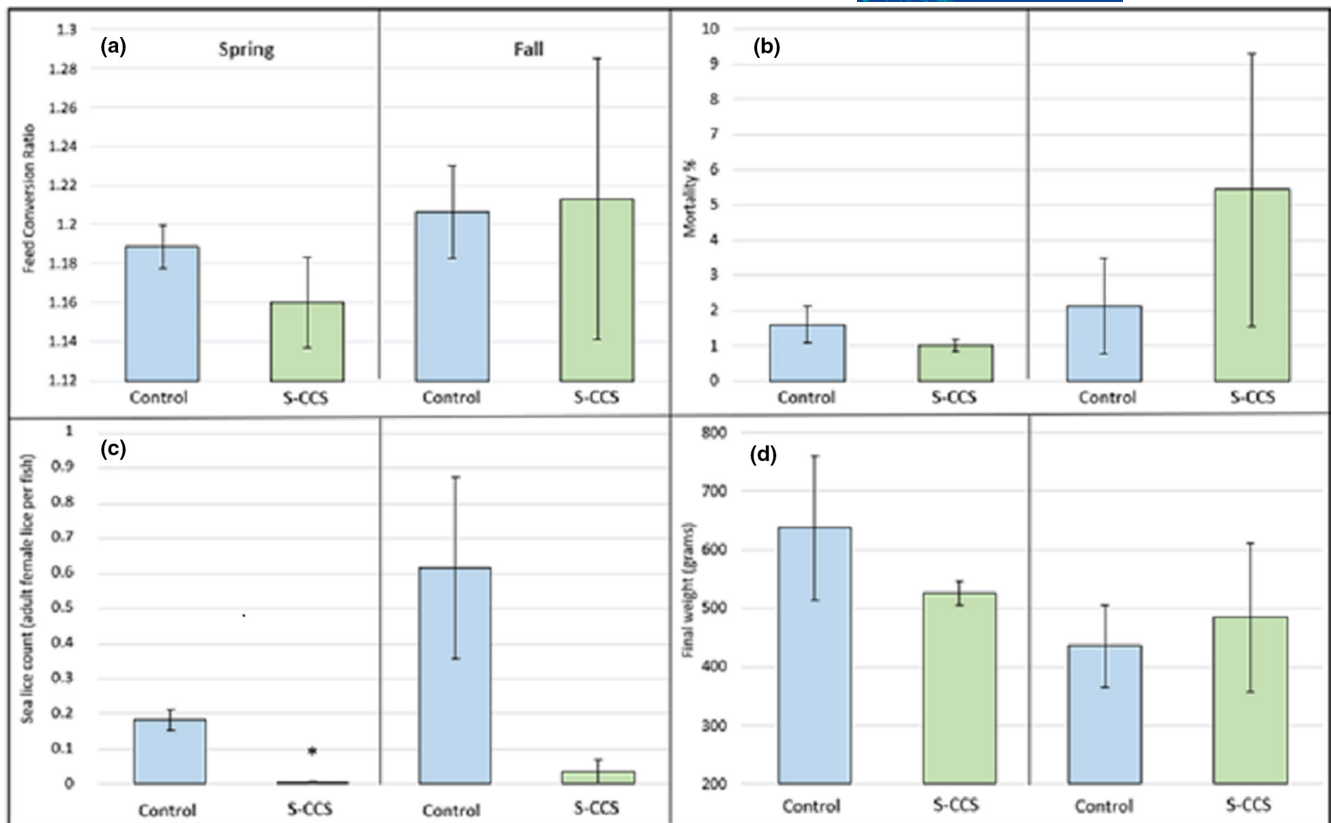 (a)
Spring
Fall
Feed Conversion Ratio
1.3
1.28
1.26
1.24
1.22
1.2
1.18
1.16
1.14
1.12
Control
S-CCS
Control
S-CCS
(b)
Mortality %
10
9
8
7
6
5
4
3
2
1
0
Control
S-CCS
Control
S-CCS
(c)
Sea lice count (adult female lice per fish)
1
0.9
0.8
0.7
0.6
0.5
0.4
0.3
0.2
0.1
0
*
Control
S-CCS
Control
S-CCS
(d)
Final weight (grams)
800
700
600
500
400
300
200
Control
S-CCS
Control
S-CCS